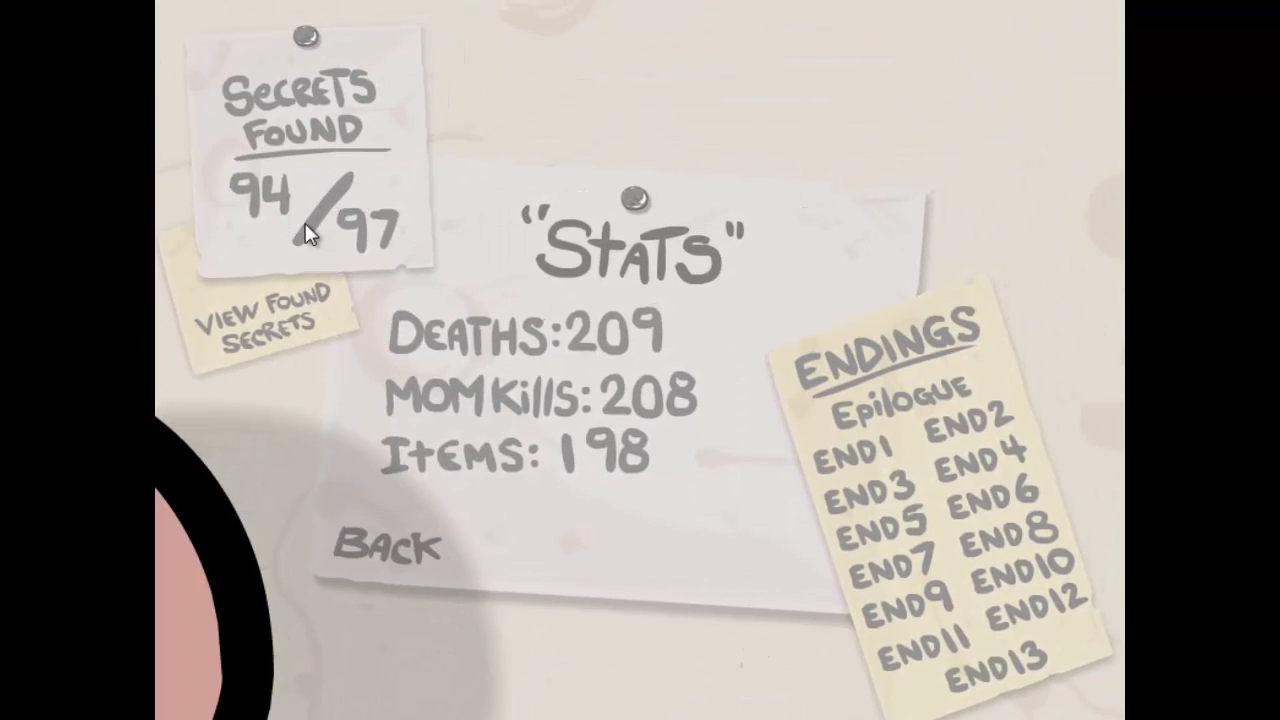 SECRETS
FOUND
94/97
VIEW FOUND
SECRETS
"STATS"
DEATHS:209
MOM Kills:208
ITEMS: 198
BACK
ENDINGS
Epilogue
END1 END2
END3 END4
END5 END6
END7 END8
END9 END10
END11 END12
END13